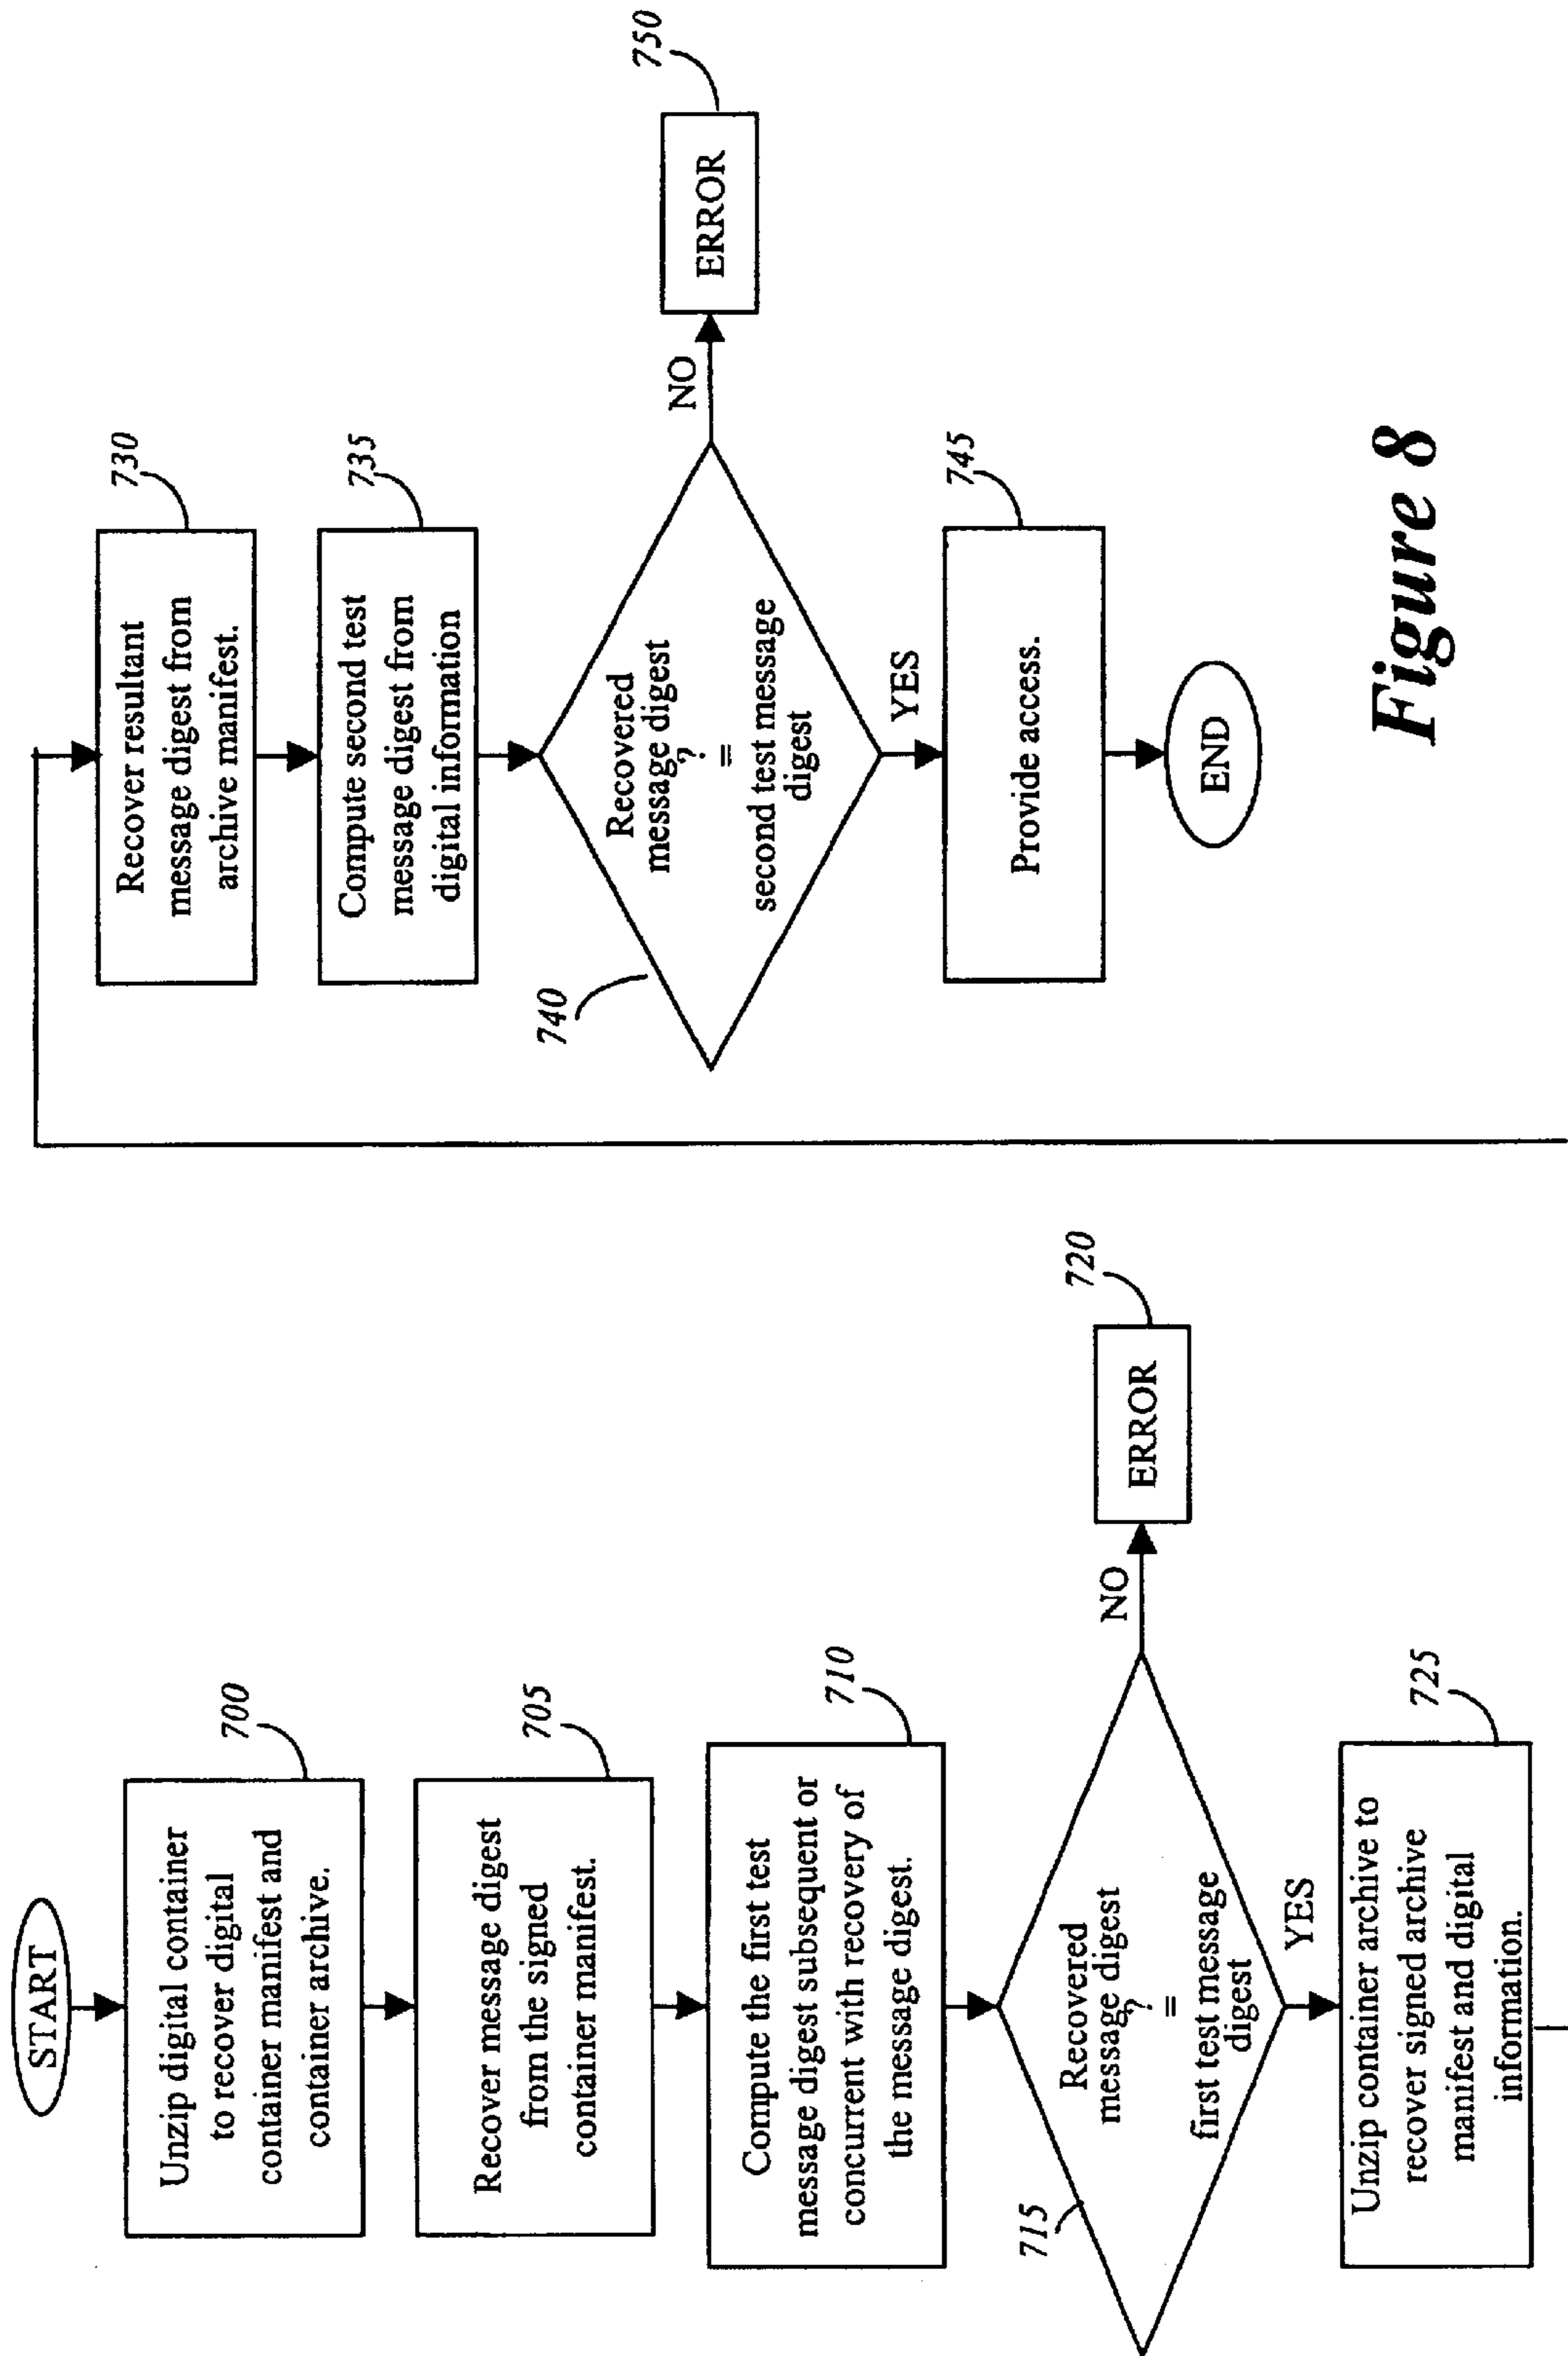 START
700
Unzip digital container
to recover digital
container manifest and
container archive.
705
Recover message digest
from the signed
container manifest.
710
Compute the first test
message digest subsequent or
concurrent with recovery of
the message digest.
715
Recovered
message digest
?
=
first test message
digest
NO
720
ERROR
YES
725
Unzip container archive to
recover signed archive
manifest and digital
information.
730
Recover resultant
message digest from
archive manifest.
735
Compute second test
message digest from
digital information
740
Recovered
message digest
?
=
second test message
digest
NO
750
ERROR
YES
745
Provide access.
END
Figure 8